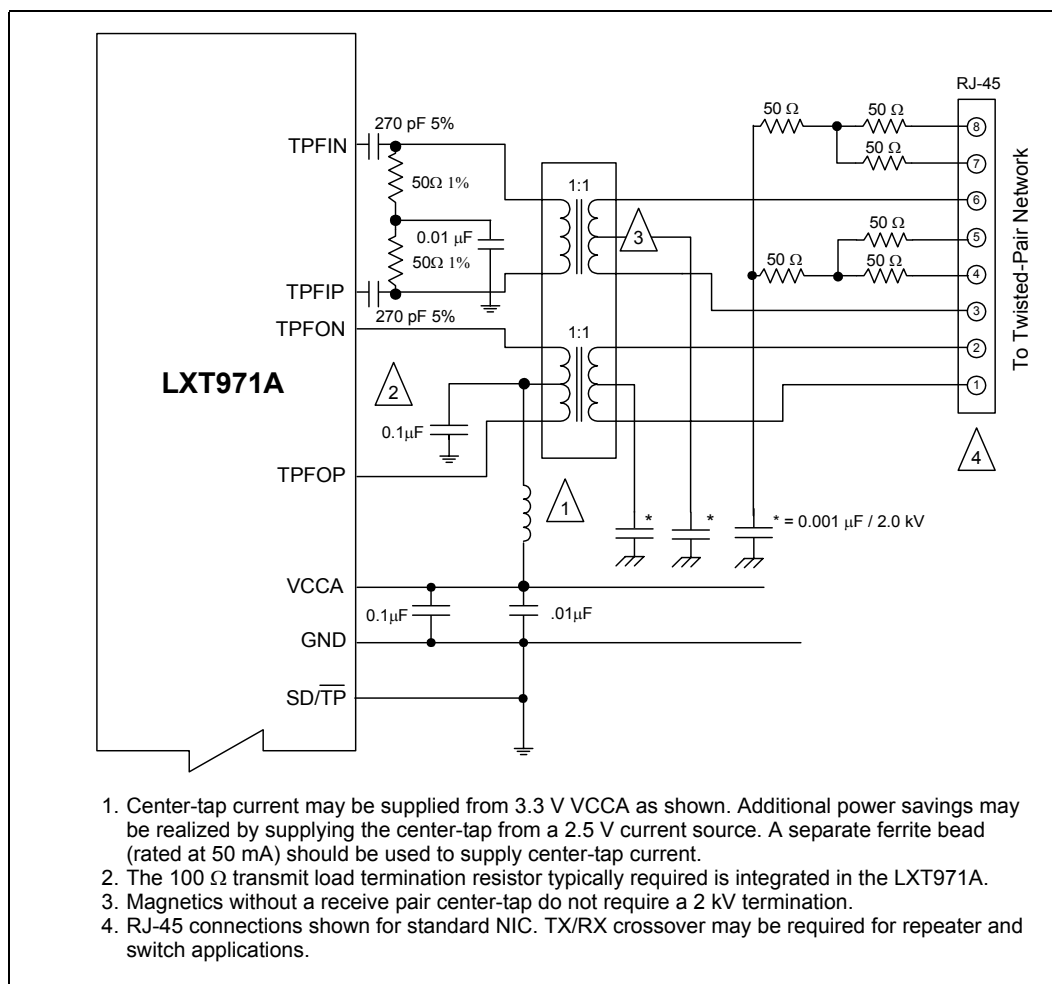 RJ-45
50 Ω
50 Ω
8
270 pF 5%
TPFIN
50 Ω
7
50Ω 1%
1:1
6
3
50 Ω
5
0.01 μF
50 Ω
50 Ω
4
50Ω 1%
TPFIP
3
270 pF 5%
TPFON
1:1
2
To Twisted-Pair Network
LXT971A
2
1
0.1μF
4
TPFOP
1
*
*
* = 0.001 μF / 2.0 kV
VCCA
0.1μF
.01μF
GND
SD/T̅P̅
1. Center-tap current may be supplied from 3.3 V VCCA as shown. Additional power savings may
be realized by supplying the center-tap from a 2.5 V current source. A separate ferrite bead
(rated at 50 mA) should be used to supply center-tap current.
2. The 100 Ω transmit load termination resistor typically required is integrated in the LXT971A.
3. Magnetics without a receive pair center-tap do not require a 2 kV termination.
4. RJ-45 connections shown for standard NIC. TX/RX crossover may be required for repeater and
switch applications.